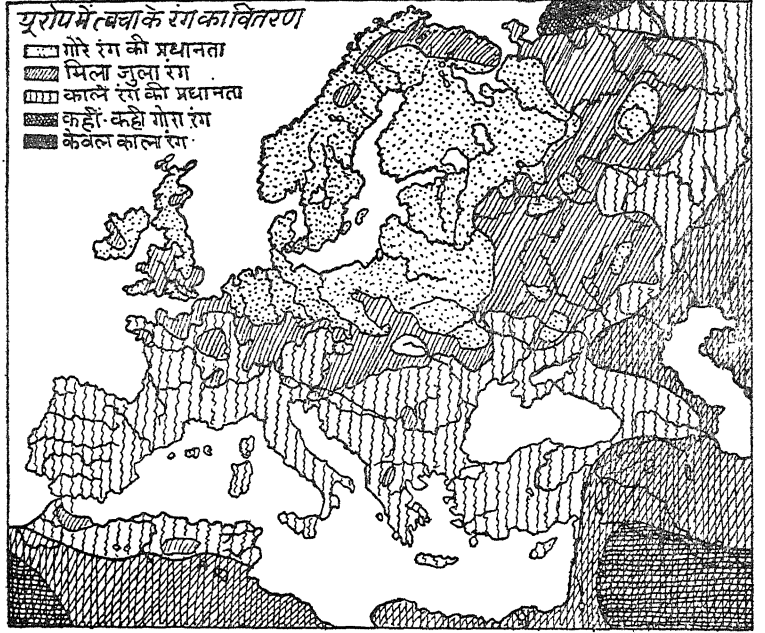 यूरोप में त्वचा के रंग का वितरण
गोरे रंग की प्रधानता
मिला जुला रंग
काले रंग की प्रधानता
कहीं-कहीं गोरा रंग
केवल काला रंग